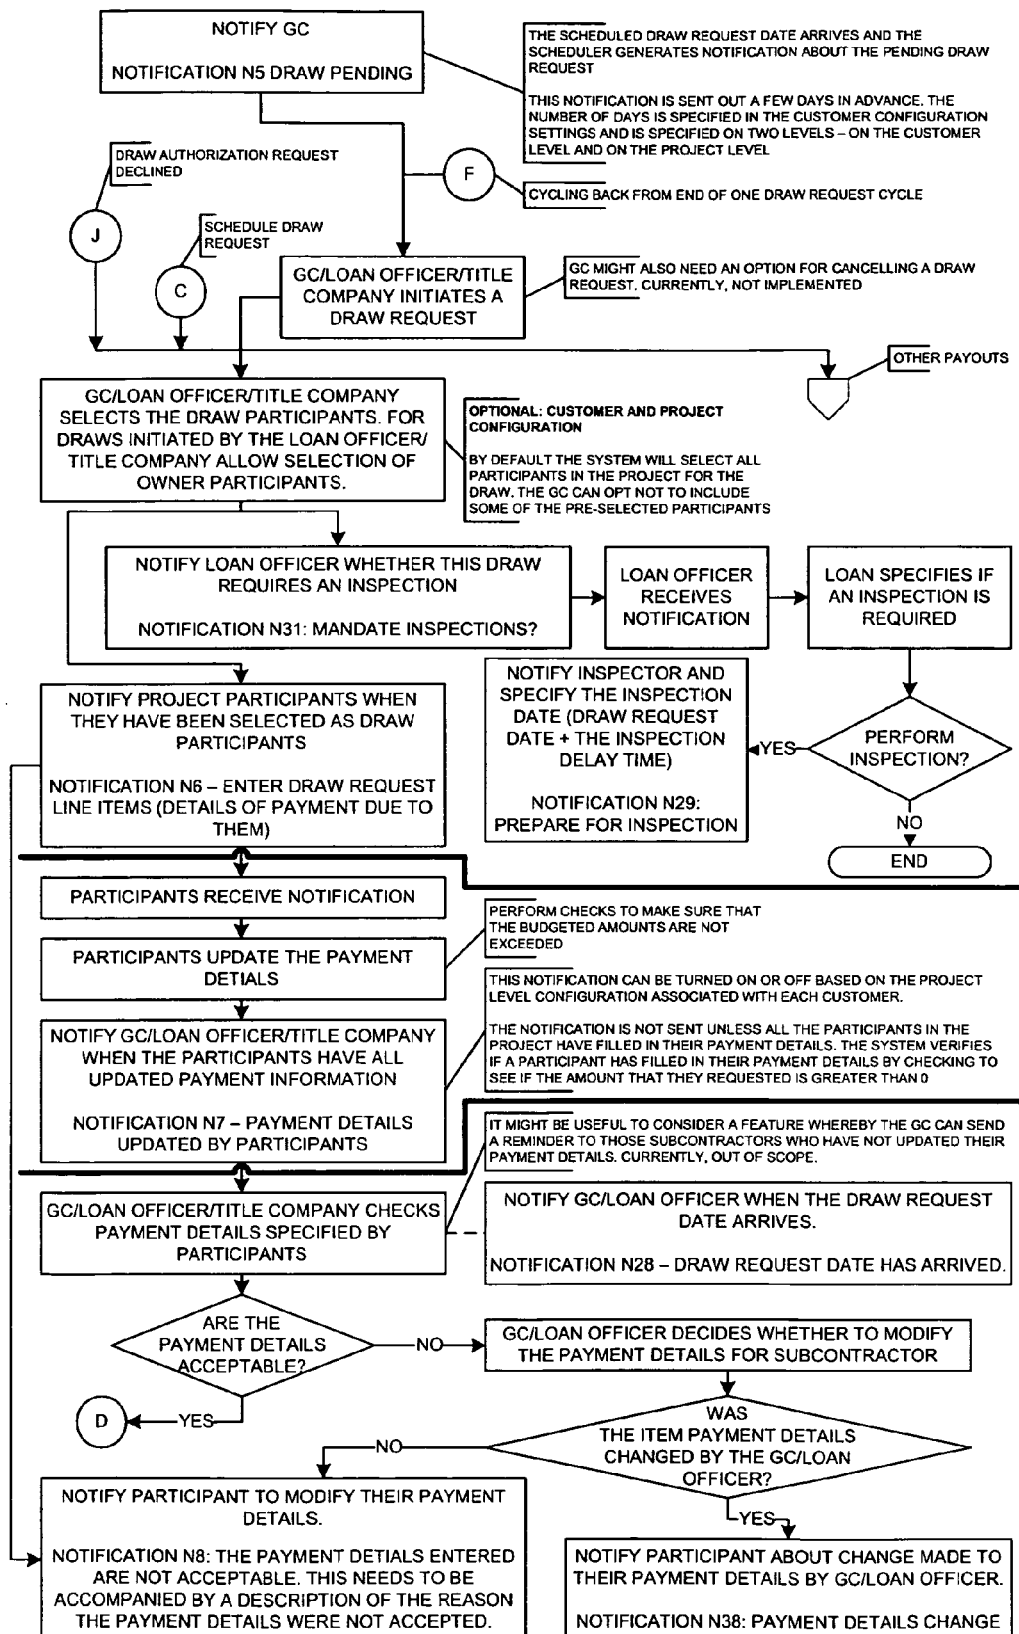 NOTIFY GC
NOTIFICATION N5 DRAW PENDING
THE SCHEDULED DRAW REQUEST DATE ARRIVES AND THE
SCHEDULER GENERATES NOTIFICATION ABOUT THE PENDING DRAW
REQUEST
THIS NOTIFICATION IS SENT OUT A FEW DAYS IN ADVANCE. THE
NUMBER OF DAYS IS SPECIFIED IN THE CUSTOMER CONFIGURATION
SETTINGS AND IS SPECIFIED ON TWO LEVELS – ON THE CUSTOMER
LEVEL AND ON THE PROJECT LEVEL
DRAW AUTHORIZATION REQUEST
DECLINED
F
CYCLING BACK FROM END OF ONE DRAW REQUEST CYCLE
J
SCHEDULE DRAW
REQUEST
C
GC/LOAN OFFICER/TITLE
COMPANY INITIATES A
DRAW REQUEST
GC MIGHT ALSO NEED AN OPTION FOR CANCELLING A DRAW
REQUEST. CURRENTLY, NOT IMPLEMENTED
OTHER PAYOUTS
GC/LOAN OFFICER/TITLE COMPANY
SELECTS THE DRAW PARTICIPANTS. FOR
DRAWS INITIATED BY THE LOAN OFFICER/
TITLE COMPANY ALLOW SELECTION OF
OWNER PARTICIPANTS.
OPTIONAL: CUSTOMER AND PROJECT
CONFIGURATION
BY DEFAULT THE SYSTEM WILL SELECT ALL
PARTICIPANTS IN THE PROJECT FOR THE
DRAW. THE GC CAN OPT NOT TO INCLUDE
SOME OF THE PRE-SELECTED PARTICIPANTS
NOTIFY LOAN OFFICER WHETHER THIS DRAW
REQUIRES AN INSPECTION
NOTIFICATION N31: MANDATE INSPECTIONS?
LOAN OFFICER
RECEIVES
NOTIFICATION
LOAN SPECIFIES IF
AN INSPECTION IS
REQUIRED
NOTIFY INSPECTOR AND
SPECIFY THE INSPECTION
DATE (DRAW REQUEST
DATE + THE INSPECTION
DELAY TIME)
NOTIFICATION N29:
PREPARE FOR INSPECTION
YES
PERFORM
INSPECTION?
NO
END
NOTIFY PROJECT PARTICIPANTS WHEN
THEY HAVE BEEN SELECTED AS DRAW
PARTICIPANTS
NOTIFICATION N6 – ENTER DRAW REQUEST
LINE ITEMS (DETAILS OF PAYMENT DUE TO
THEM)
PARTICIPANTS RECEIVE NOTIFICATION
PARTICIPANTS UPDATE THE PAYMENT
DETIALS
PERFORM CHECKS TO MAKE SURE THAT
THE BUDGETED AMOUNTS ARE NOT
EXCEEDED
NOTIFY GC/LOAN OFFICER/TITLE COMPANY
WHEN THE PARTICIPANTS HAVE ALL
UPDATED PAYMENT INFORMATION
NOTIFICATION N7 – PAYMENT DETAILS
UPDATED BY PARTICIPANTS
THIS NOTIFICATION CAN BE TURNED ON OR OFF BASED ON THE PROJECT
LEVEL CONFIGURATION ASSOCIATED WITH EACH CUSTOMER.
THE NOTIFICATION IS NOT SENT UNLESS ALL THE PARTICIPANTS IN THE
PROJECT HAVE FILLED IN THEIR PAYMENT DETAILS. THE SYSTEM VERIFIES
IF A PARTICIPANT HAS FILLED IN THEIR PAYMENT DETAILS BY CHECKING TO
SEE IF THE AMOUNT THAT THEY REQUESTED IS GREATER THAN 0
IT MIGHT BE USEFUL TO CONSIDER A FEATURE WHEREBY THE GC CAN SEND
A REMINDER TO THOSE SUBCONTRACTORS WHO HAVE NOT UPDATED THEIR
PAYMENT DETAILS. CURRENTLY, OUT OF SCOPE.
GC/LOAN OFFICER/TITLE COMPANY CHECKS
PAYMENT DETAILS SPECIFIED BY
PARTICIPANTS
NOTIFY GC/LOAN OFFICER WHEN THE DRAW REQUEST
DATE ARRIVES.
NOTIFICATION N28 – DRAW REQUEST DATE HAS ARRIVED.
ARE THE
PAYMENT DETAILS
ACCEPTABLE?
NO
GC/LOAN OFFICER DECIDES WHETHER TO MODIFY
THE PAYMENT DETAILS FOR SUBCONTRACTOR
D
YES
WAS
THE ITEM PAYMENT DETAILS
CHANGED BY THE GC/LOAN
OFFICER?
NO
YES
NOTIFY PARTICIPANT TO MODIFY THEIR PAYMENT
DETAILS.
NOTIFICATION N8: THE PAYMENT DETIALS ENTERED
ARE NOT ACCEPTABLE. THIS NEEDS TO BE
ACCOMPANIED BY A DESCRIPTION OF THE REASON
THE PAYMENT DETAILS WERE NOT ACCEPTED.
NOTIFY PARTICIPANT ABOUT CHANGE MADE TO
THEIR PAYMENT DETAILS BY GC/LOAN OFFICER.
NOTIFICATION N38: PAYMENT DETAILS CHANGE